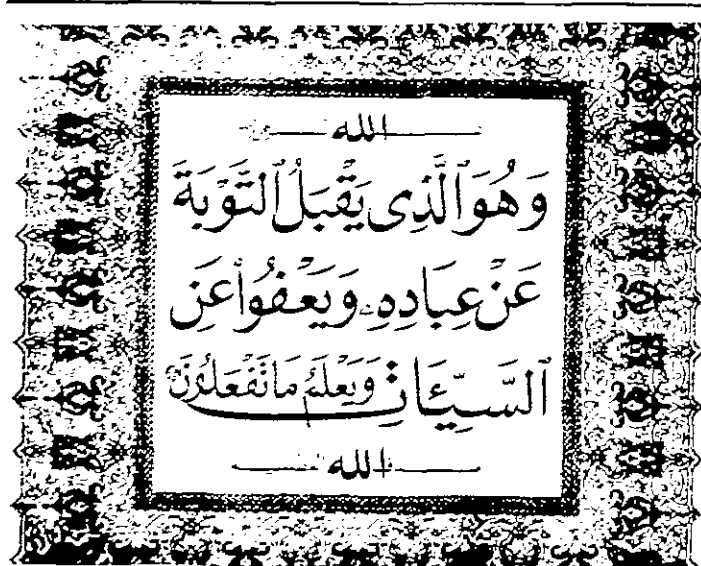 الله
وَهُوَ ٱلَّذِى يَقْبَلُ ٱلتَّوْبَةَ
عَنْ عِبَادِهِۦ وَيَعْفُوا۟ عَنِ
ٱلسَّيِّـَٔاتِ وَيَعْلَمُ مَا تَفْعَلُونَ
الله